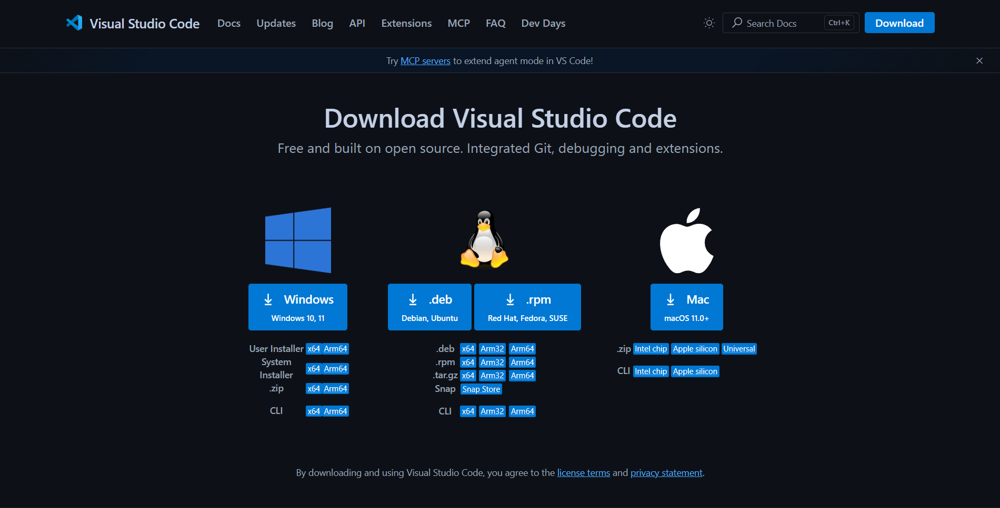 Visual Studio Code Docs Updates Blog API Extensions MCP FAQ Dev Days Search Docs Ctrl+K Download
Try MCP servers to extend agent mode in VS Code!
Download Visual Studio Code
Free and built on open source. Integrated Git, debugging and extensions.
Windows
Windows 10, 11
User Installer x64 Arm64
System
Installer x64 Arm64
.zip x64 Arm64
CLI x64 Arm64
.deb
Debian, Ubuntu
.rpm
Red Hat, Fedora, SUSE
.deb x64 Arm32 Arm64
.rpm x64 Arm32 Arm64
.tar.gz x64 Arm32 Arm64
Snap Snap Store
CLI x64 Arm32 Arm64
Mac
macOS 11.0+
.zip Intel chip Apple silicon Universal
CLI Intel chip Apple silicon
By downloading and using Visual Studio Code, you agree to the license terms and privacy statement.